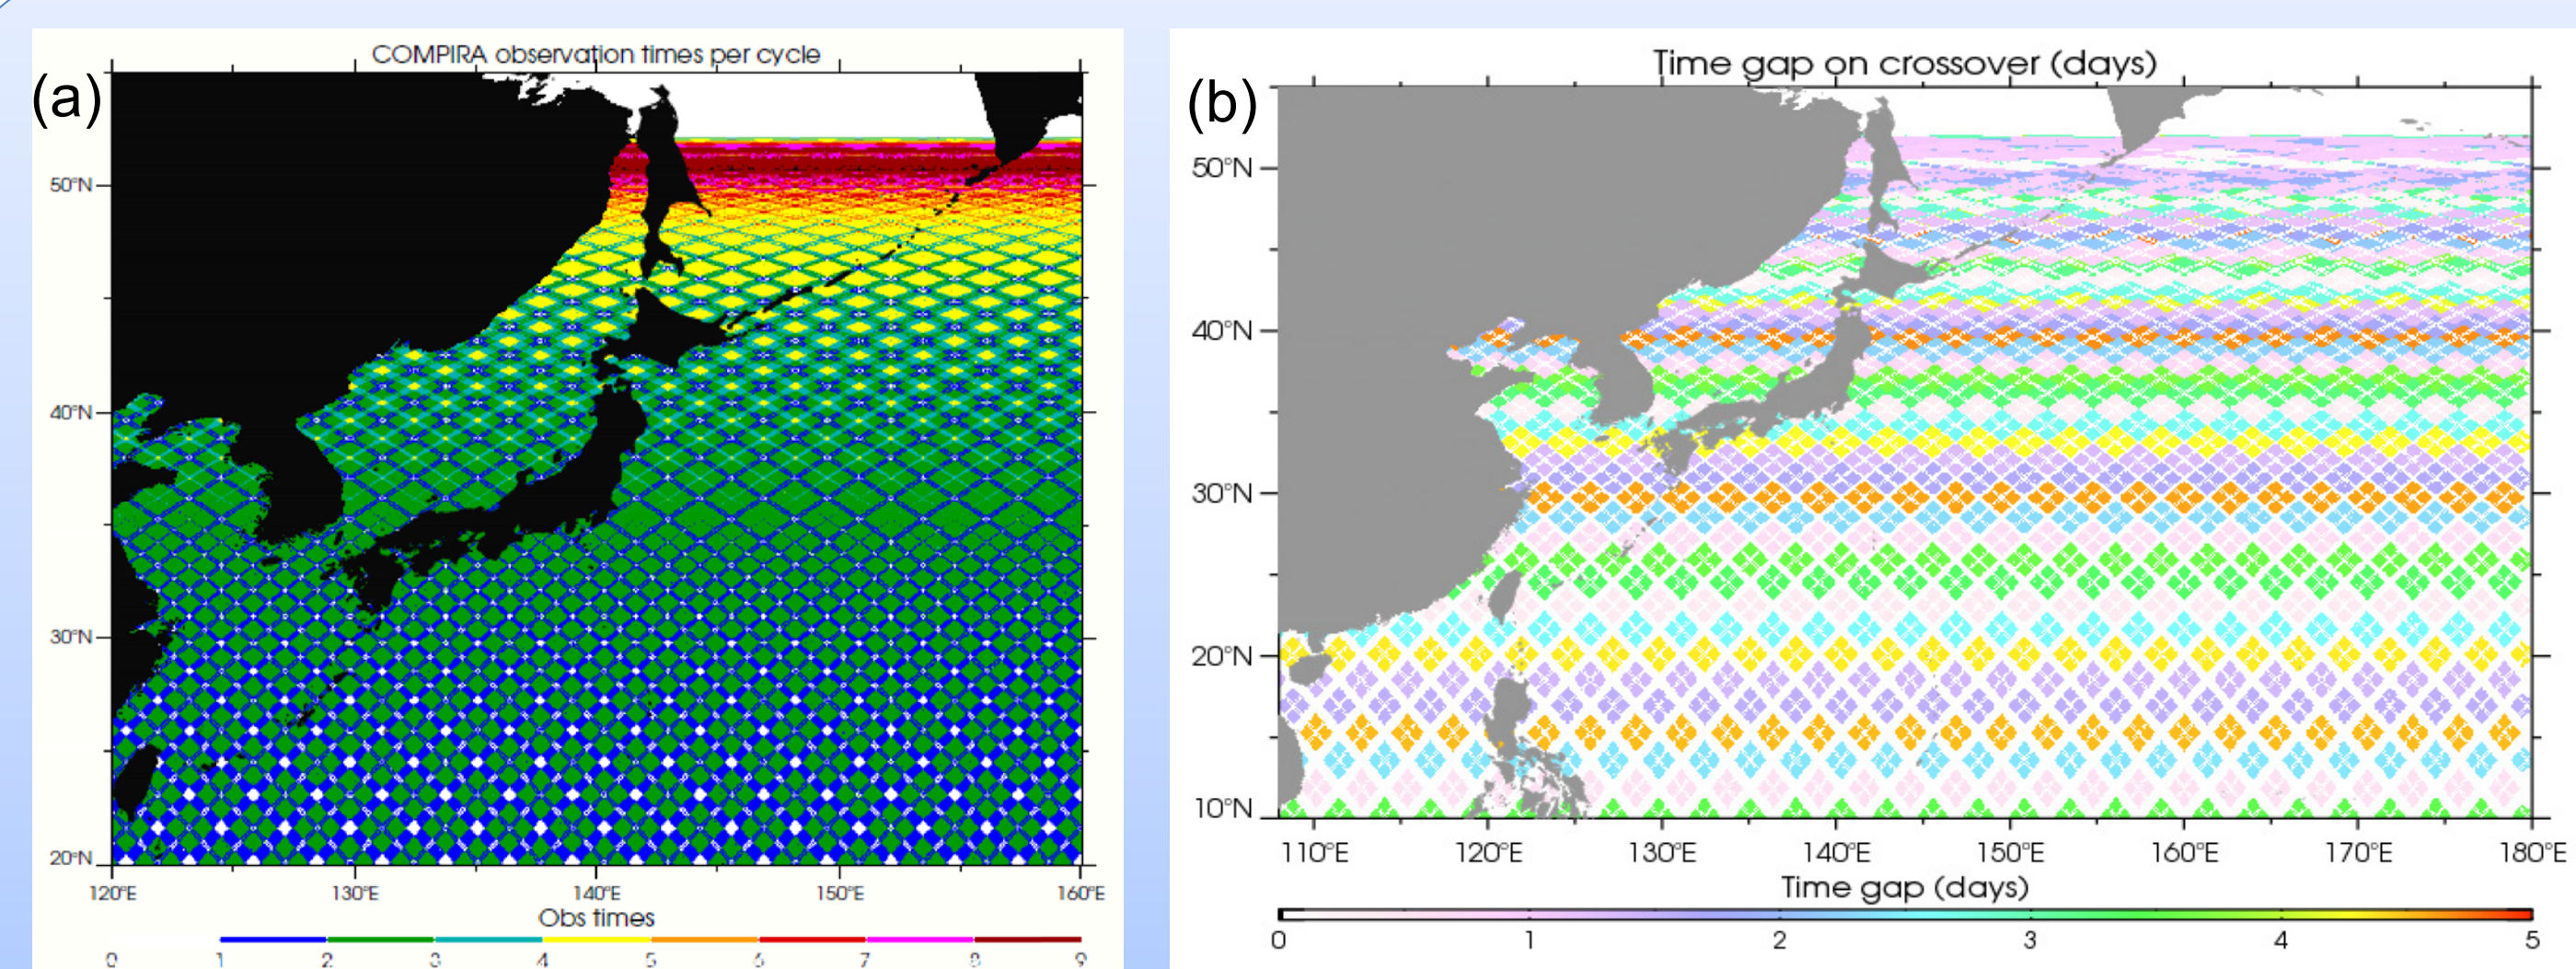 COMPIRA observation times per cycle
(a)
50°N
40°N
30°N
20°N
120°E 130°E 140°E 150°E 160°E
Obs times
0 1 2 3 4 5 6 7 8 9
Time gap on crossover (days)
(b)
50°N
40°N
30°N
20°N
10°N
110°E 120°E 130°E 140°E 150°E 160°E 170°E 180°E
Time gap (days)
0 1 2 3 4 5